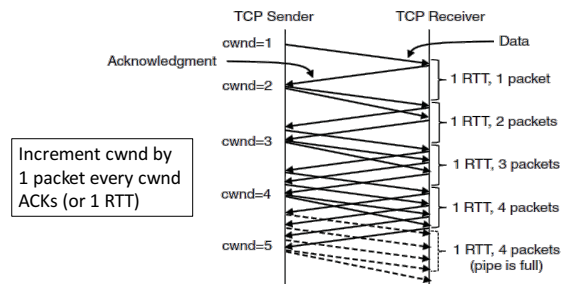 TCP Sender
TCP Receiver
cwnd=1
Data
Acknowledgment
1 RTT, 1 packet
cwnd=2
1 RTT, 2 packets
cwnd=3
Increment cwnd by
1 packet every cwnd
ACKs (or 1 RTT)
1 RTT, 3 packets
cwnd=4
1 RTT, 4 packets
cwnd=5
1 RTT, 4 packets
(pipe is full)